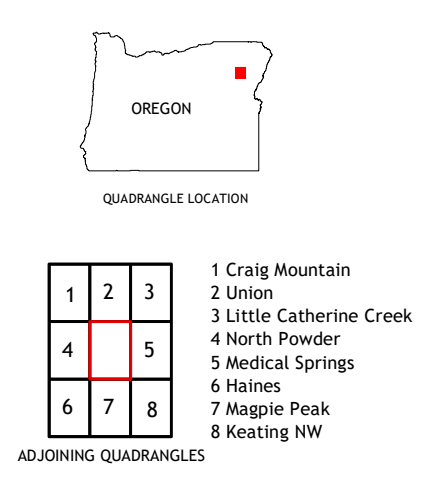 OREGON
QUADRANGLE LOCATION
1 2 3
4 5
6 7 8
ADJOINING QUADRANGLES
1 Craig Mountain
2 Union
3 Little Catherine Creek
4 North Powder
5 Medical Springs
6 Haines
7 Magpie Peak
8 Keating NW